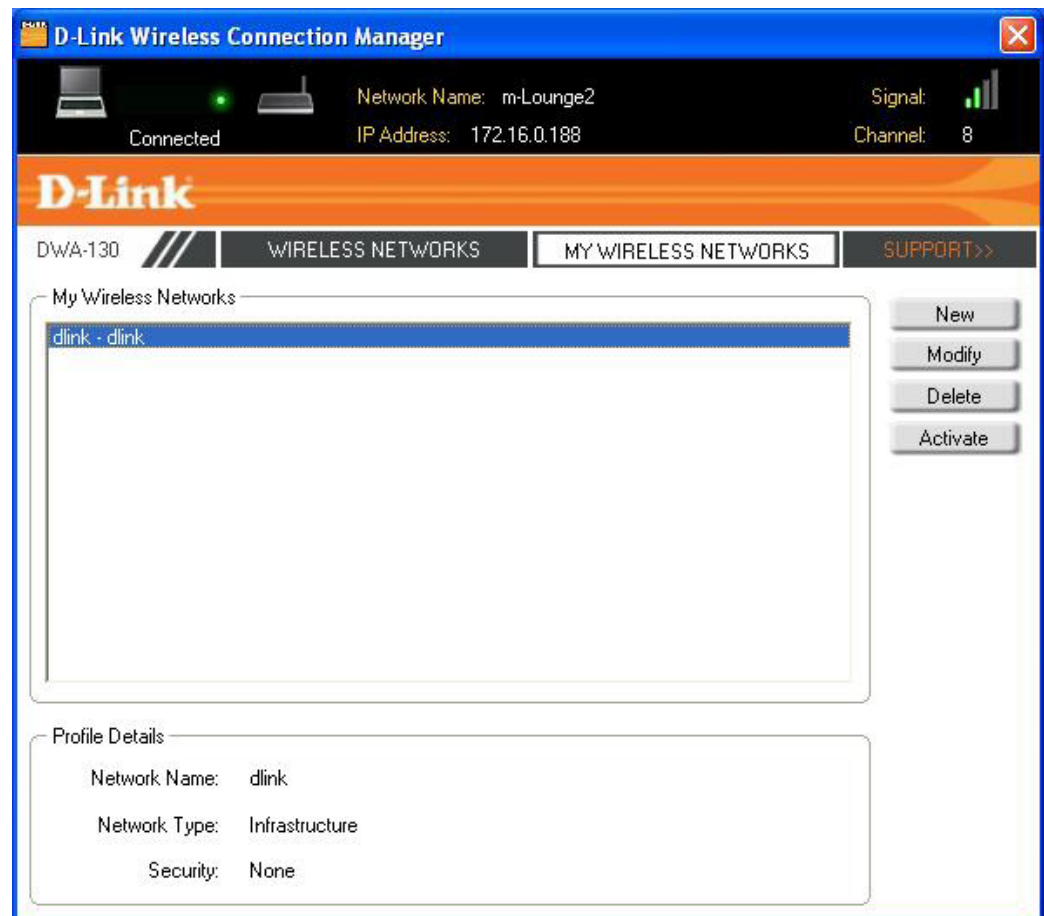 D-Link Wireless Connection Manager
Network Name: m-Lounge2 Signal:
Connected IP Address: 172.16.0.188 Channel: 8
D-Link
DWA-130 WIRELESS NETWORKS MY WIRELESS NETWORKS SUPPORT>>
My Wireless Networks
dlink - dlink
New
Modify
Delete
Activate
Profile Details
Network Name: dlink
Network Type: Infrastructure
Security: None